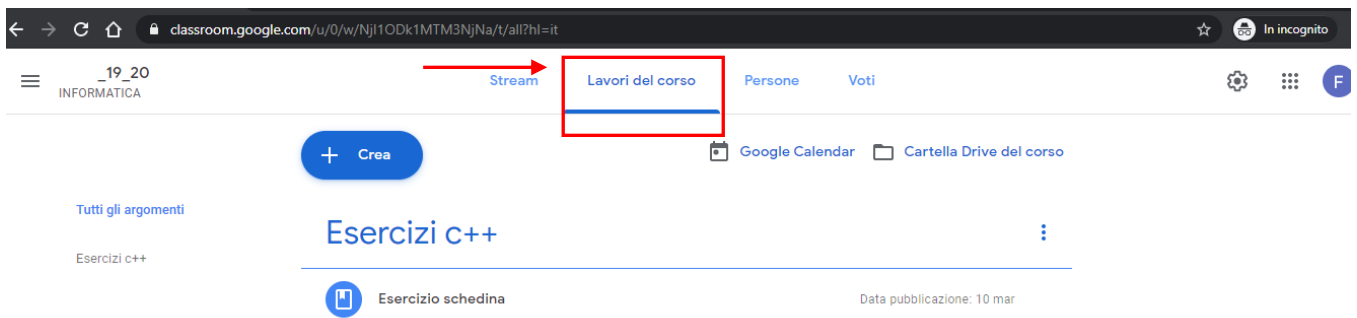 classroom.google.com/u/0/w/NjI1ODk1MTM3NjNa/t/all?hl=it
In incognito
_19_20
INFORMATICA
Stream
Lavori del corso
Persone
Voti
F
+ Crea
Google Calendar
Cartella Drive del corso
Tutti gli argomenti
Esercizi c++
Esercizi c++
Esercizio schedina
Data pubblicazione: 10 mar